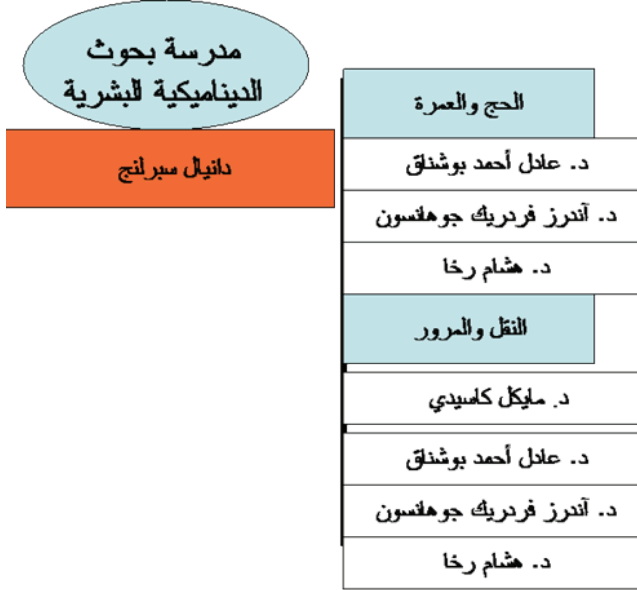 مدرسة بحوث
الديناميكية البشرية
دانيال سبرلنج
الحج والعمرة
د. عادل أحمد بوشناق
د. آندرز فردريك جوهانسون
د. هشام رخا
النقل والمرور
د. مايكل كاسيدي
د. عادل أحمد بوشناق
د. آندرز فردريك جوهانسون
د. هشام رخا